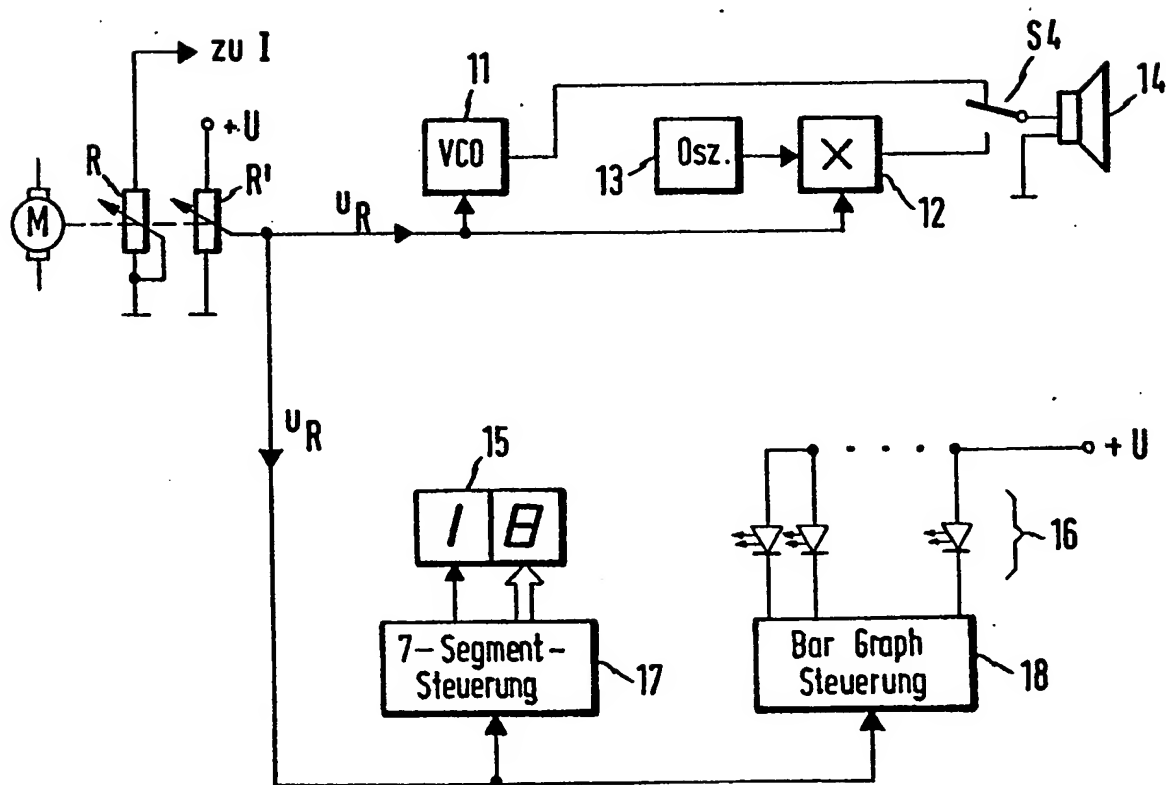 zu I
S4
14
11
+U
VCO
13
Osz.
X
12
R
R'
M
u_R
u_R
15
+ U
1 8
16
7-Segment-
Steuerung
17
Bar Graph
Steuerung
18